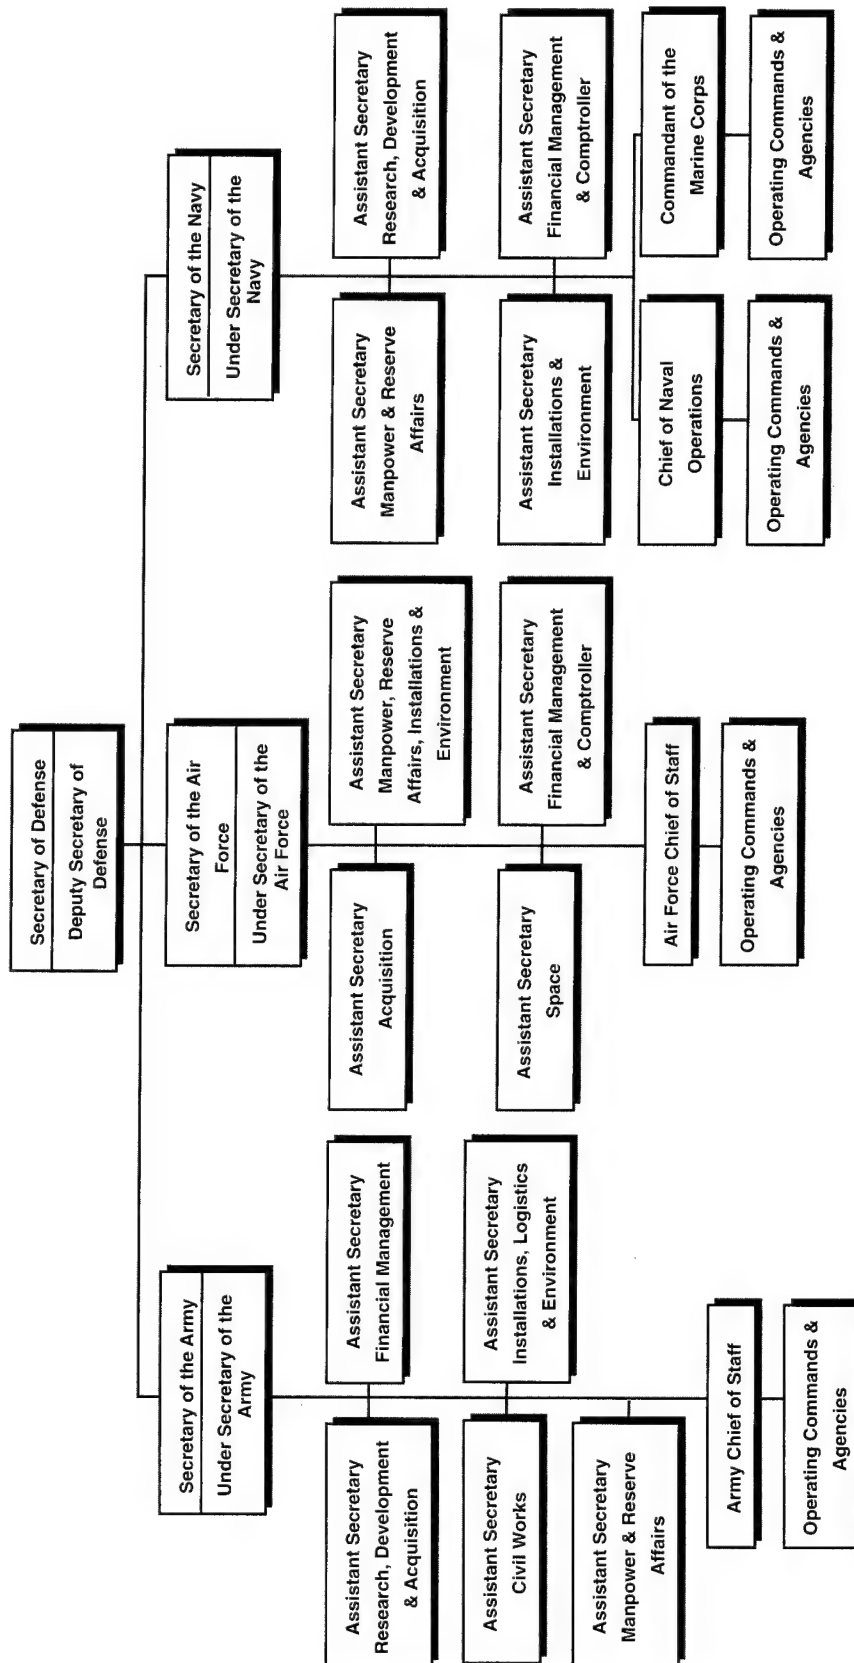 Secretary of Defense
Deputy Secretary of
Defense
Secretary of the Army
Under Secretary of the
Army
Secretary of the Air
Force
Under Secretary of the
Air Force
Secretary of the Navy
Under Secretary of the
Navy
Assistant Secretary
Research, Development
& Acquisition
Assistant Secretary
Financial Management
Assistant Secretary
Civil Works
Assistant Secretary
Installations, Logistics
& Environment
Assistant Secretary
Manpower & Reserve
Affairs
Army Chief of Staff
Operating Commands &
Agencies
Assistant Secretary
Acquisition
Assistant Secretary
Manpower, Reserve
Affairs, Installations &
Environment
Assistant Secretary
Space
Assistant Secretary
Financial Management
& Comptroller
Air Force Chief of Staff
Operating Commands &
Agencies
Assistant Secretary
Manpower & Reserve
Affairs
Assistant Secretary
Research, Development
& Acquisition
Assistant Secretary
Installations &
Environment
Assistant Secretary
Financial Management
& Comptroller
Chief of Naval
Operations
Operating Commands &
Agencies
Commandant of the
Marine Corps
Operating Commands &
Agencies